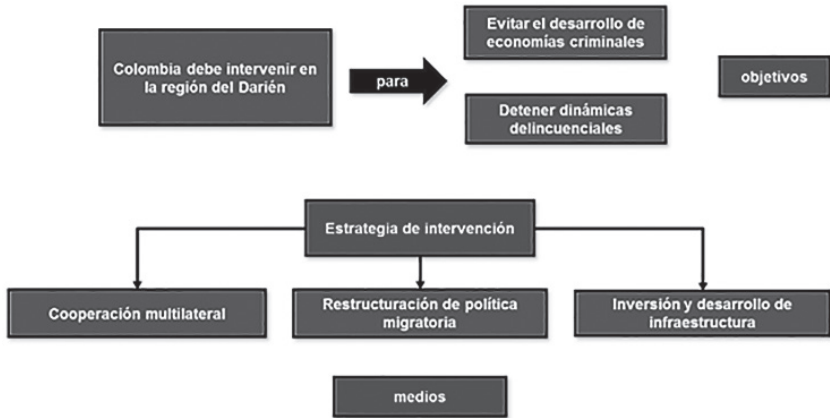 Colombia debe intervenir en
la región del Darién
para
Evitar el desarrollo de
economías criminales
Detener dinámicas
delincuenciales
objetivos
Estrategia de intervención
Cooperación multilateral
Restructuración de política
migratoria
Inversión y desarrollo de
infraestructura
medios